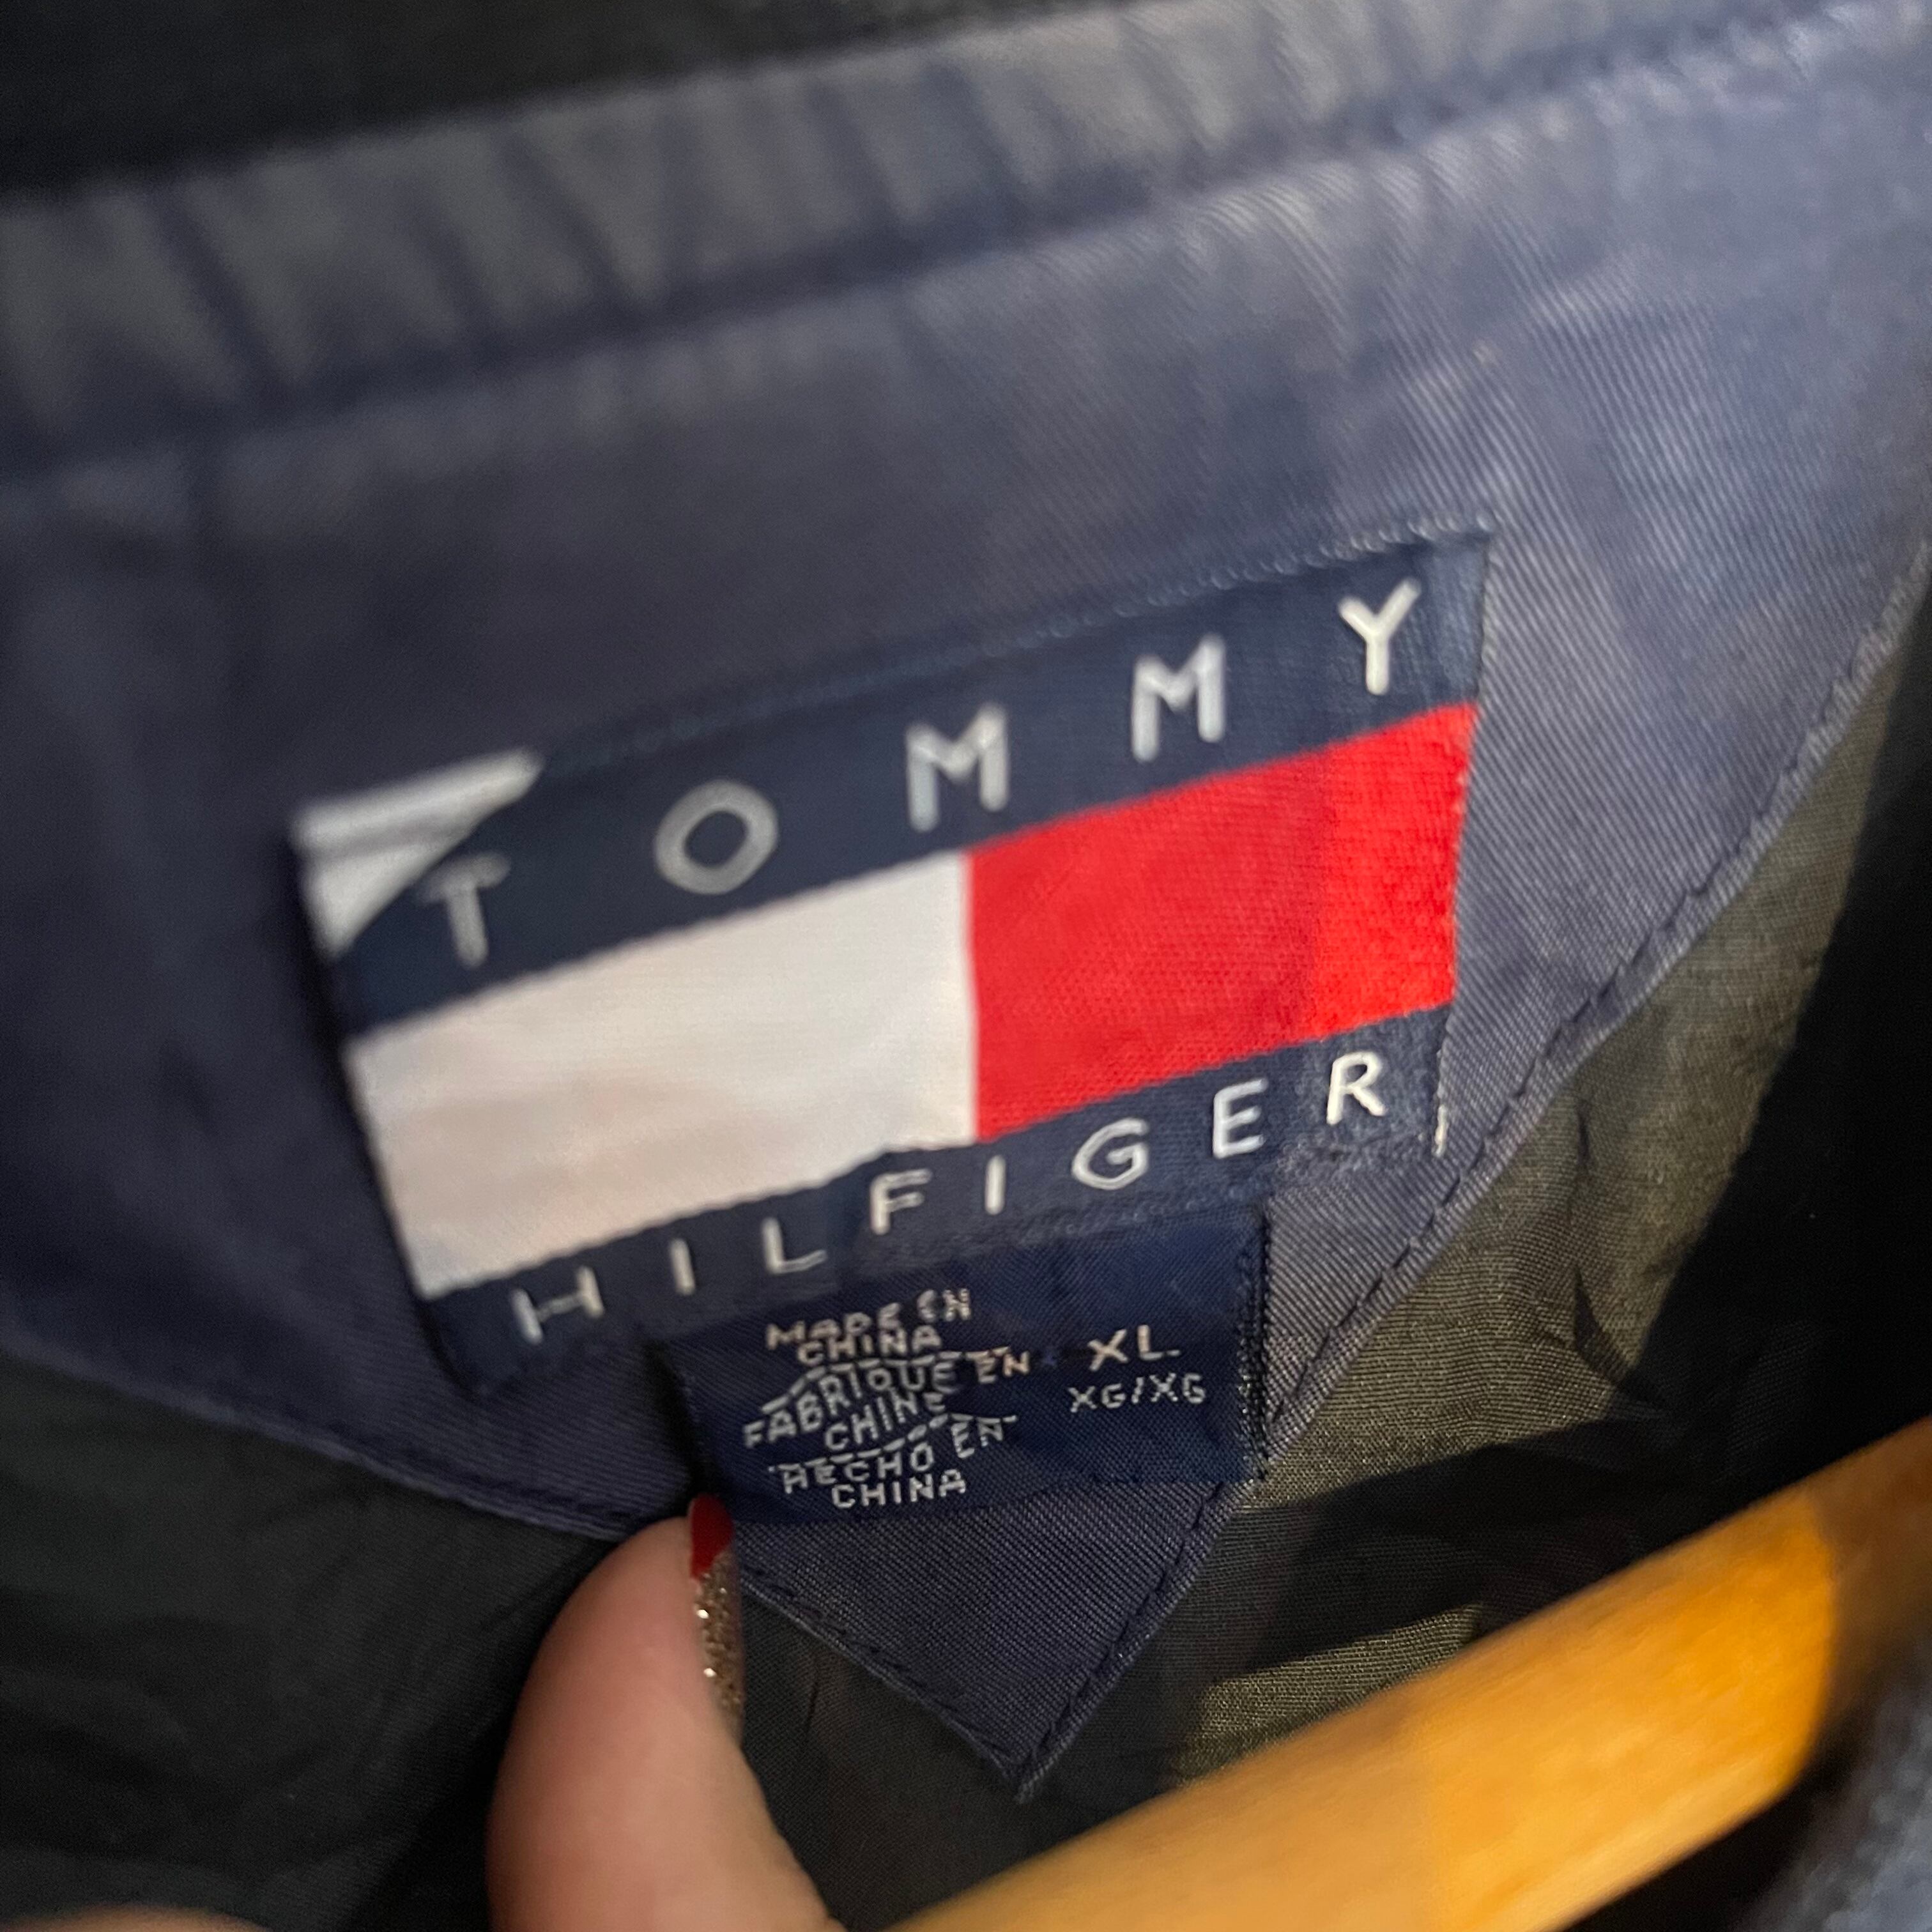 TOMMY
HILFIGER
MADE IN
CHINA
FABRIQUE EN
CHINE
HECHO EN
CHINA
XL
XG/XG